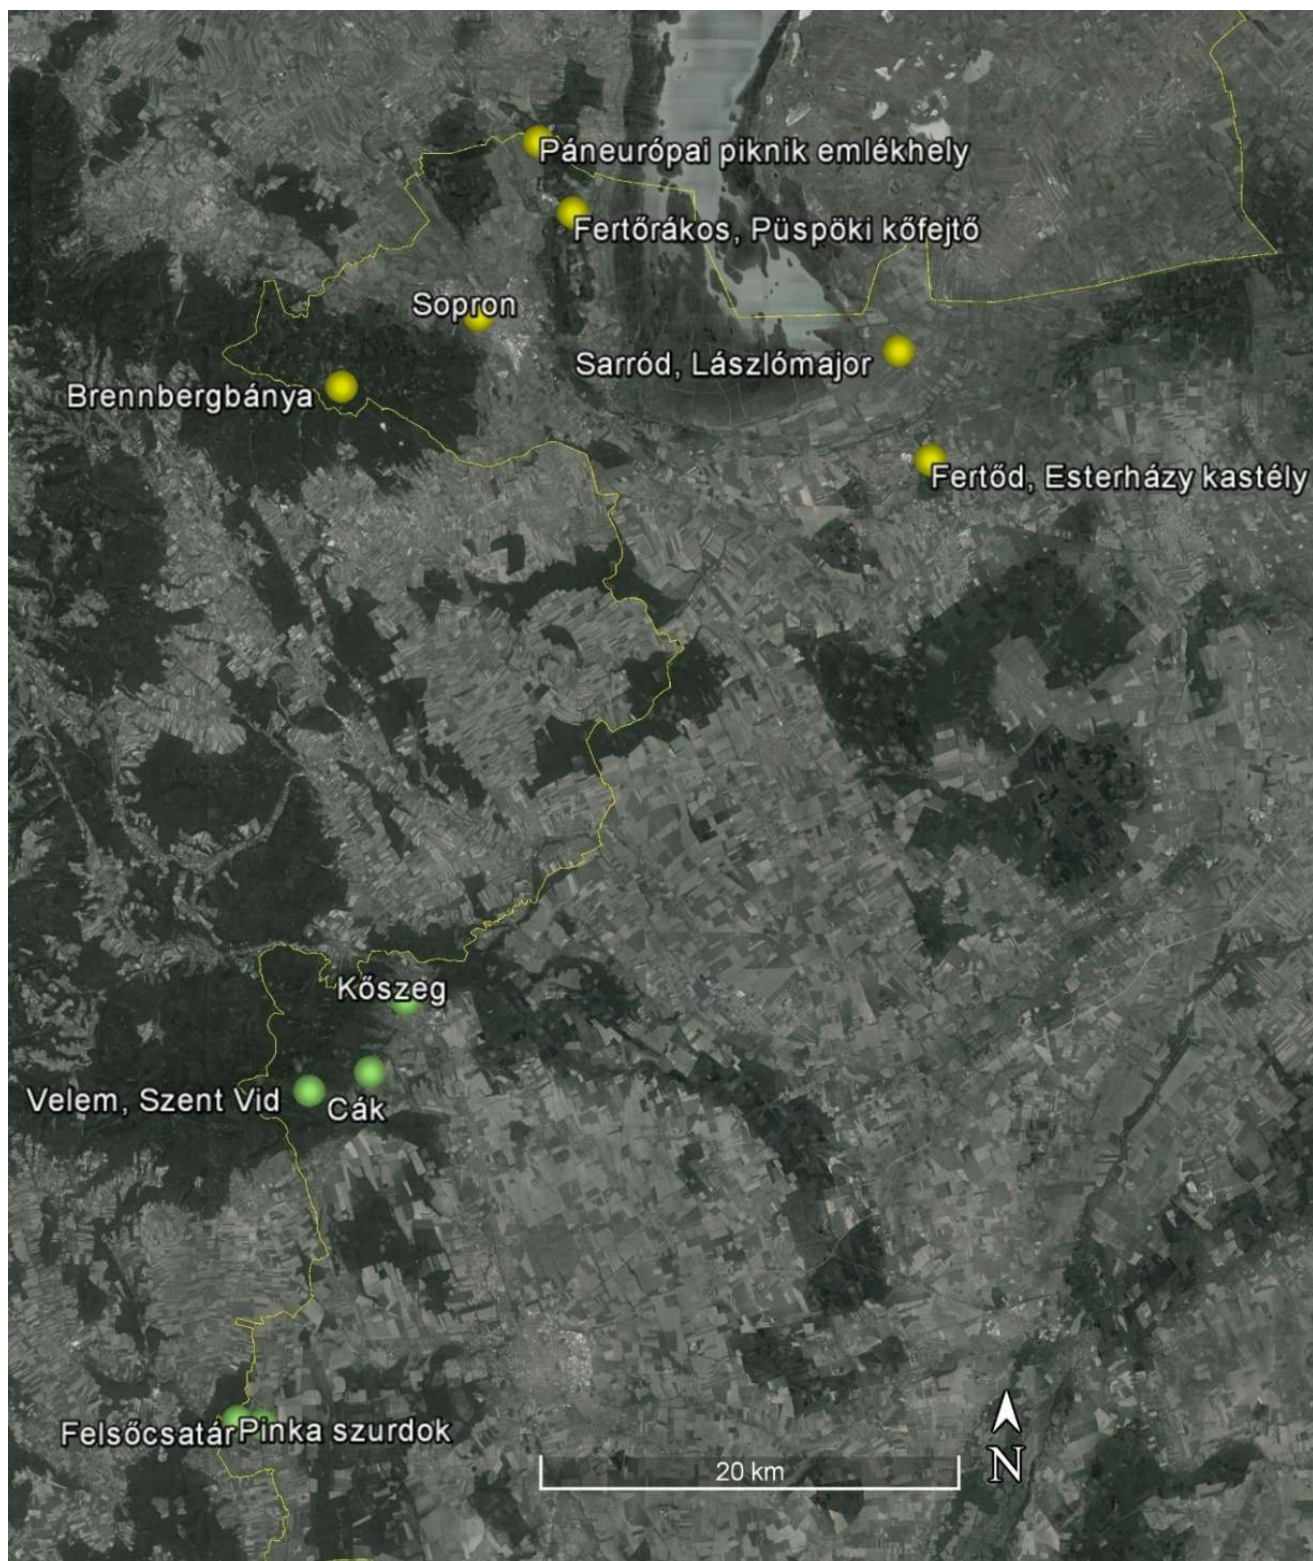 Páneurópai piknik emlékhely
Fertőrákos, Püspöki kőfejtő
Sopron
Sarród, Lászlómajor
Brennbergbánya
Fertőd, Esterházy kastély
Kőszeg
Velem, Szent Vid
Cák
Felsőcsatár
Pinka szurdok
20 km
N